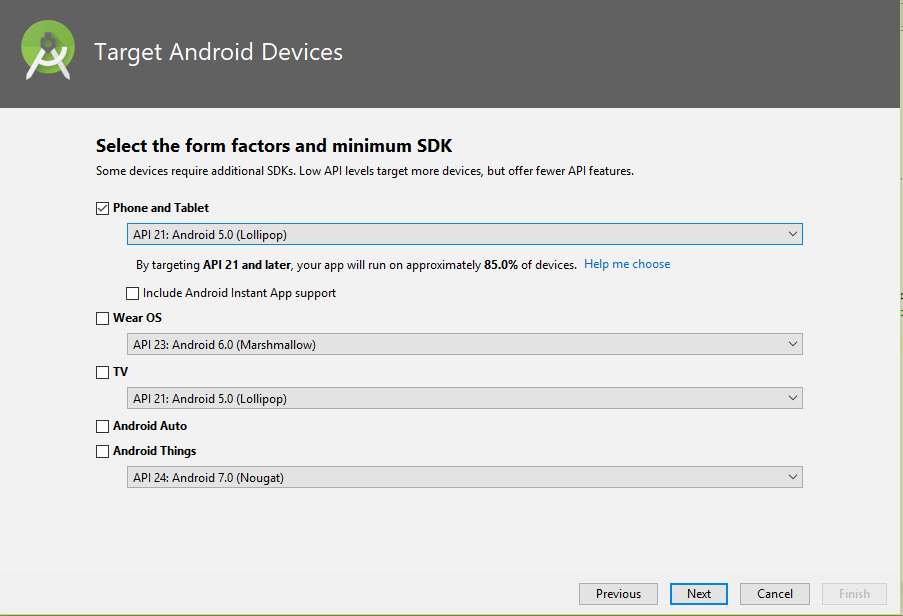 Target Android Devices
Select the form factors and minimum SDK
Some devices require additional SDKs. Low API levels target more devices, but offer fewer API features.
Phone and Tablet
API 21: Android 5.0 (Lollipop)
By targeting API 21 and later, your app will run on approximately 85.0% of devices. Help me choose
Include Android Instant App support
Wear OS
API 23: Android 6.0 (Marshmallow)
TV
API 21: Android 5.0 (Lollipop)
Android Auto
Android Things
API 24: Android 7.0 (Nougat)
Previous Next Cancel Finish